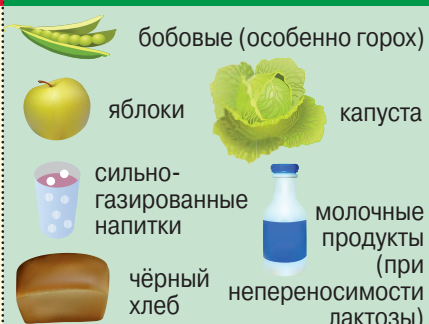 бобовые (особенно горох)
яблоки
капуста
сильно-
газированные
напитки
молочные
продукты
(при
непереносимости
лактозы)
чёрный
хлеб